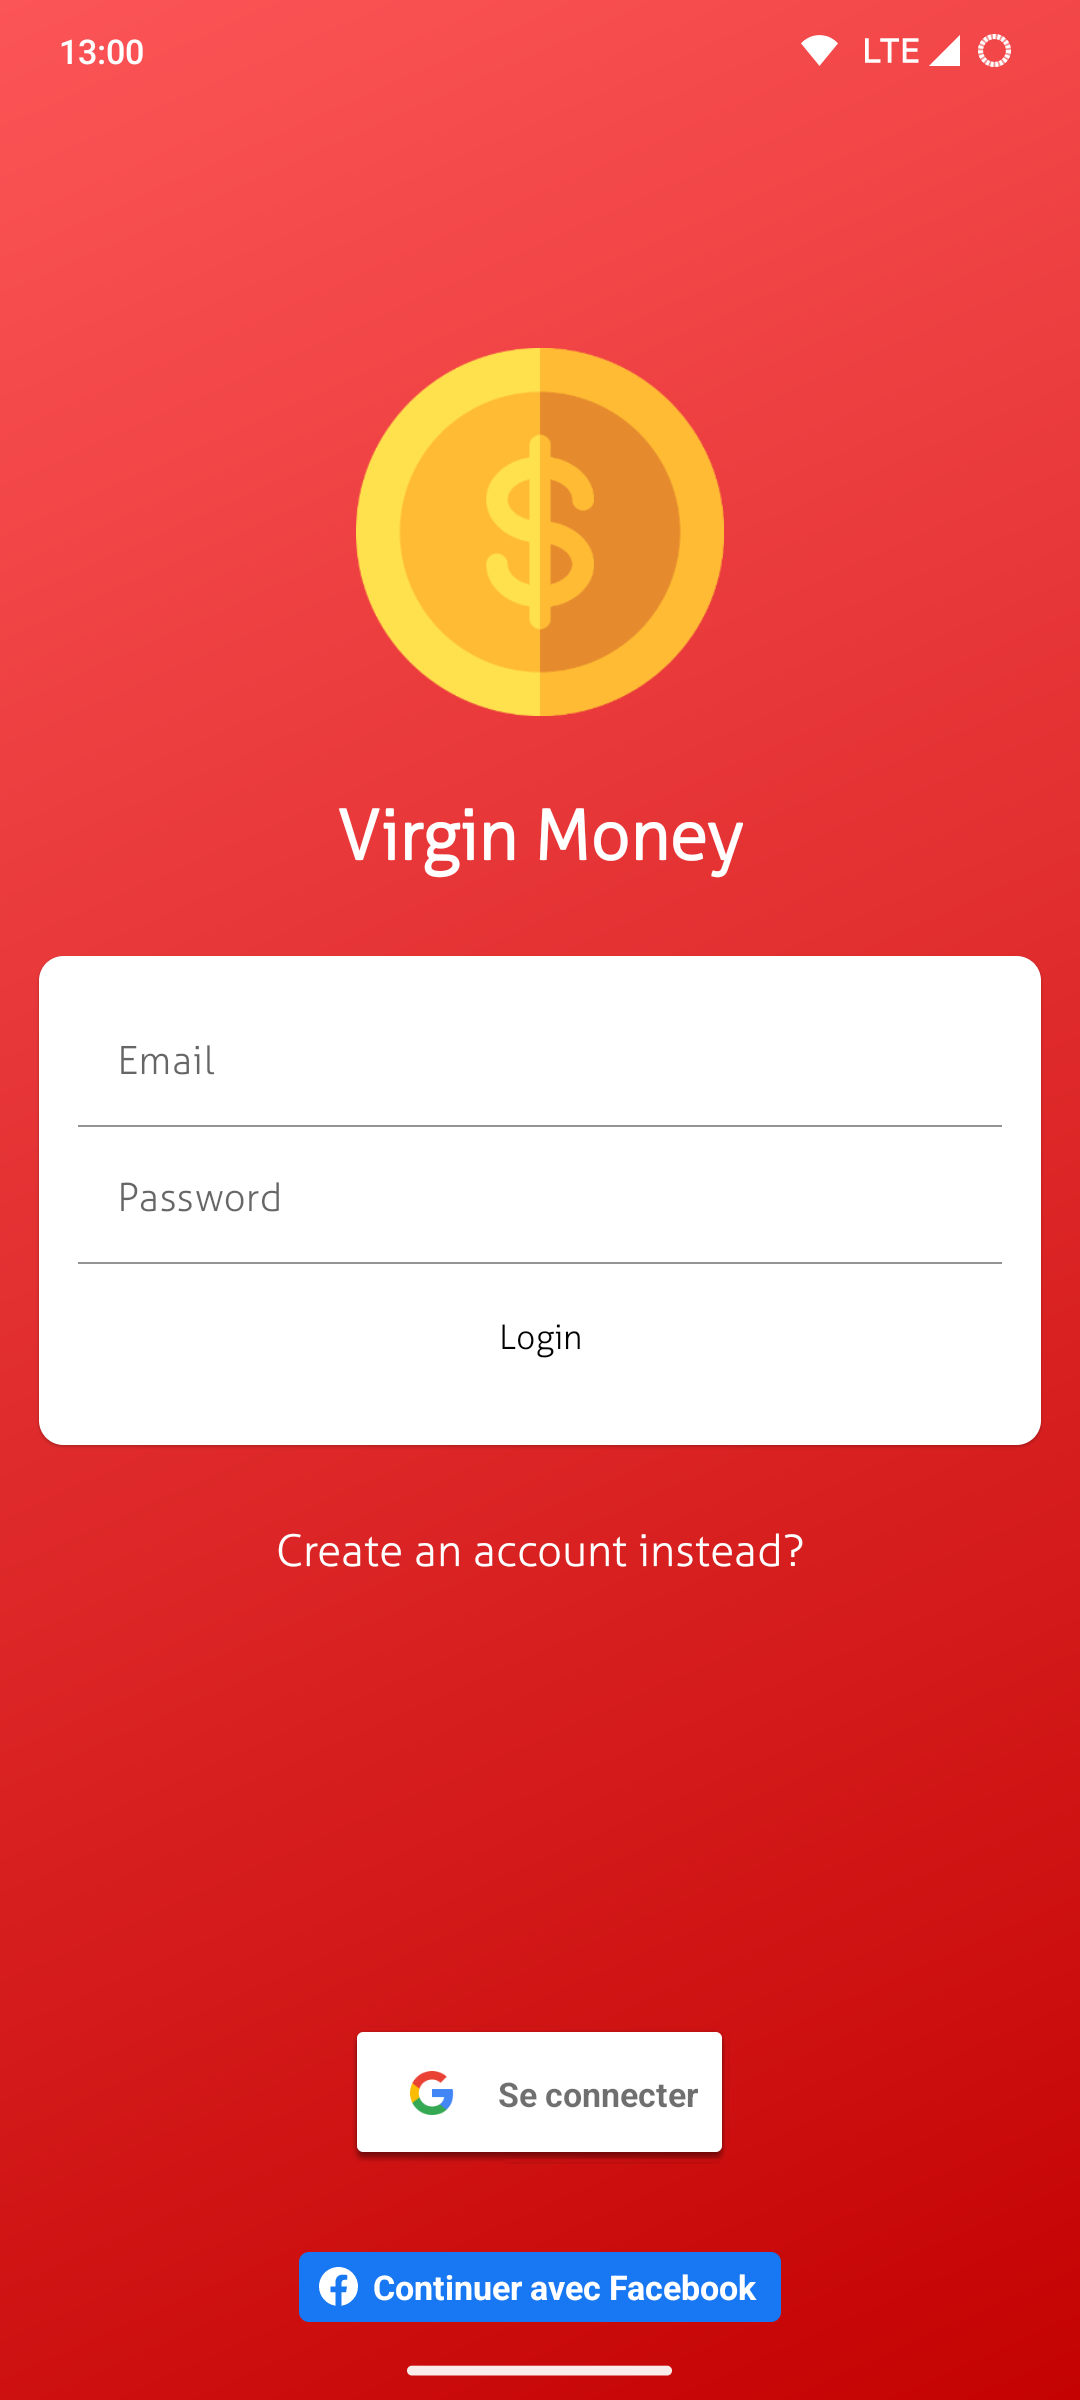 13:00
LTE
Virgin Money
Email
Password
Login
Create an account instead?
Se connecter
Continuer avec Facebook